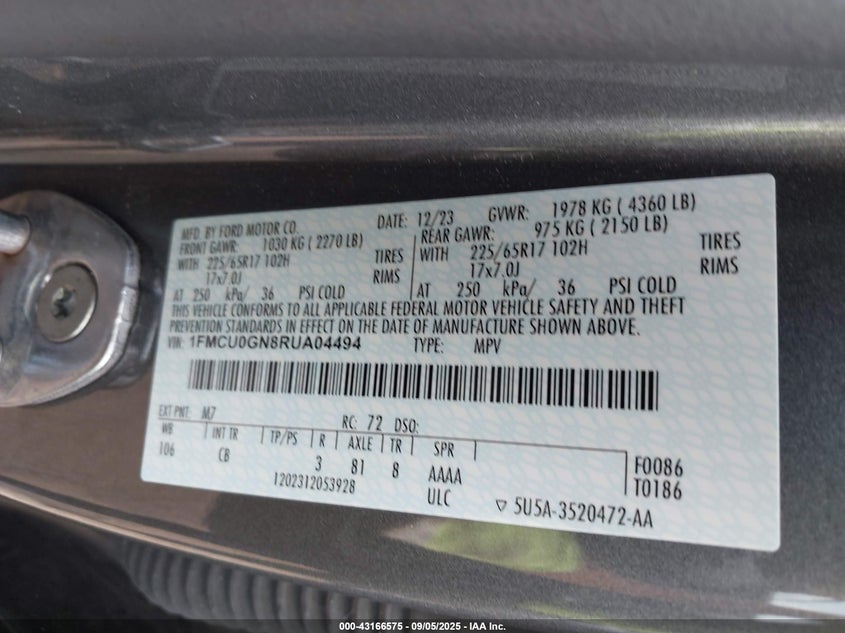 MFD. BY FORD MOTOR CO. DATE: 12/23 GVWR: 1978 KG ( 4360 LB)
FRONT GAWR: 1030 KG ( 2270 LB) REAR GAWR: 975 KG ( 2150 LB)
WITH 225/65R17 102H TIRES WITH 225/65R17 102H TIRES
17x7.0J RIMS 17x7.0J RIMS
AT 250 kPa/ 36 PSI COLD AT 250 kPa/ 36 PSI COLD
THIS VEHICLE CONFORMS TO ALL APPLICABLE FEDERAL MOTOR VEHICLE SAFETY AND THEFT
PREVENTION STANDARDS IN EFFECT ON THE DATE OF MANUFACTURE SHOWN ABOVE.
VIN: 1FMCU0GN8RUA04494 TYPE: MPV
EXT PNT: M7 RC: 72 DSO:
WB INT TR TP/PS R AXLE TR SPR
106 CB 3 81 8 AAAA F0086
1202312053928 ULC T0186
▽ 5U5A-3520472-AA
000-43166575 - 09/05/2025 - IAA Inc.